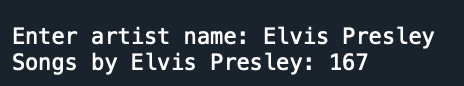 Enter artist name: Elvis Presley
Songs by Elvis Presley: 167